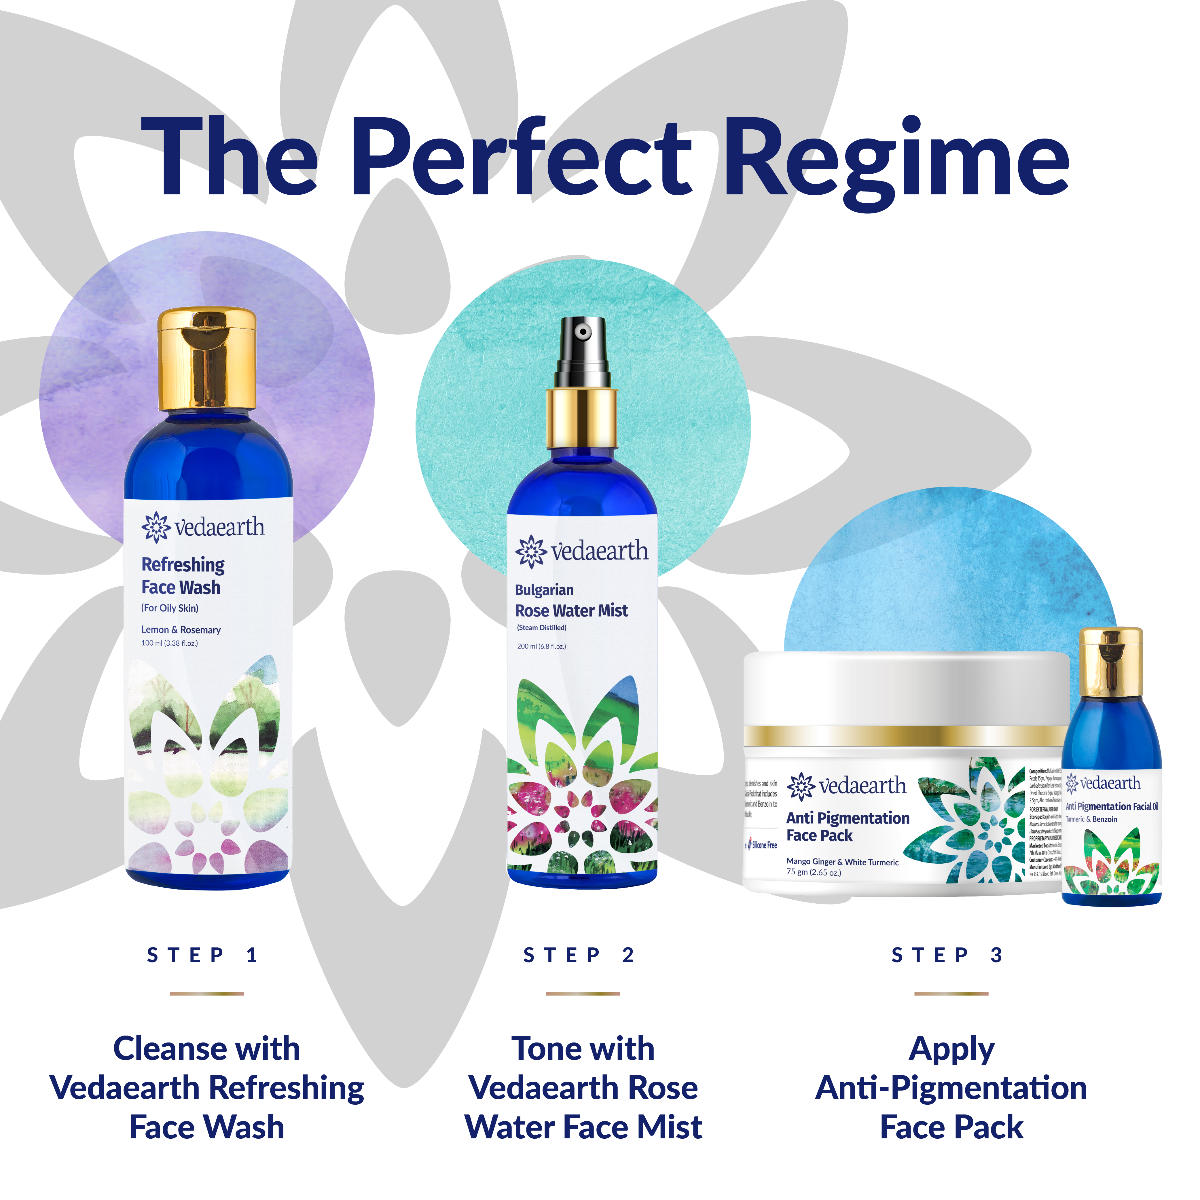 The Perfect Regime
vedaearth
Refreshing
Face Wash
(For Oily Skin)
Lemon & Rosemary
100 ml (3.38 fl.oz.)
vedaearth
Bulgarian
Rose Water Mist
(Steam Distilled)
200 ml (6.8 fl.oz.)
vedaearth
Anti Pigmentation
Face Pack
Mango Ginger & White Turmeric
75 gm (2.65 oz.)
Silicone Free
vedaearth
Anti Pigmentation Facial Oil
Turmeric & Benzoin
STEP 1
Cleanse with
Vedaearth Refreshing
Face Wash
STEP 2
Tone with
Vedaearth Rose
Water Face Mist
STEP 3
Apply
Anti-Pigmentation
Face Pack